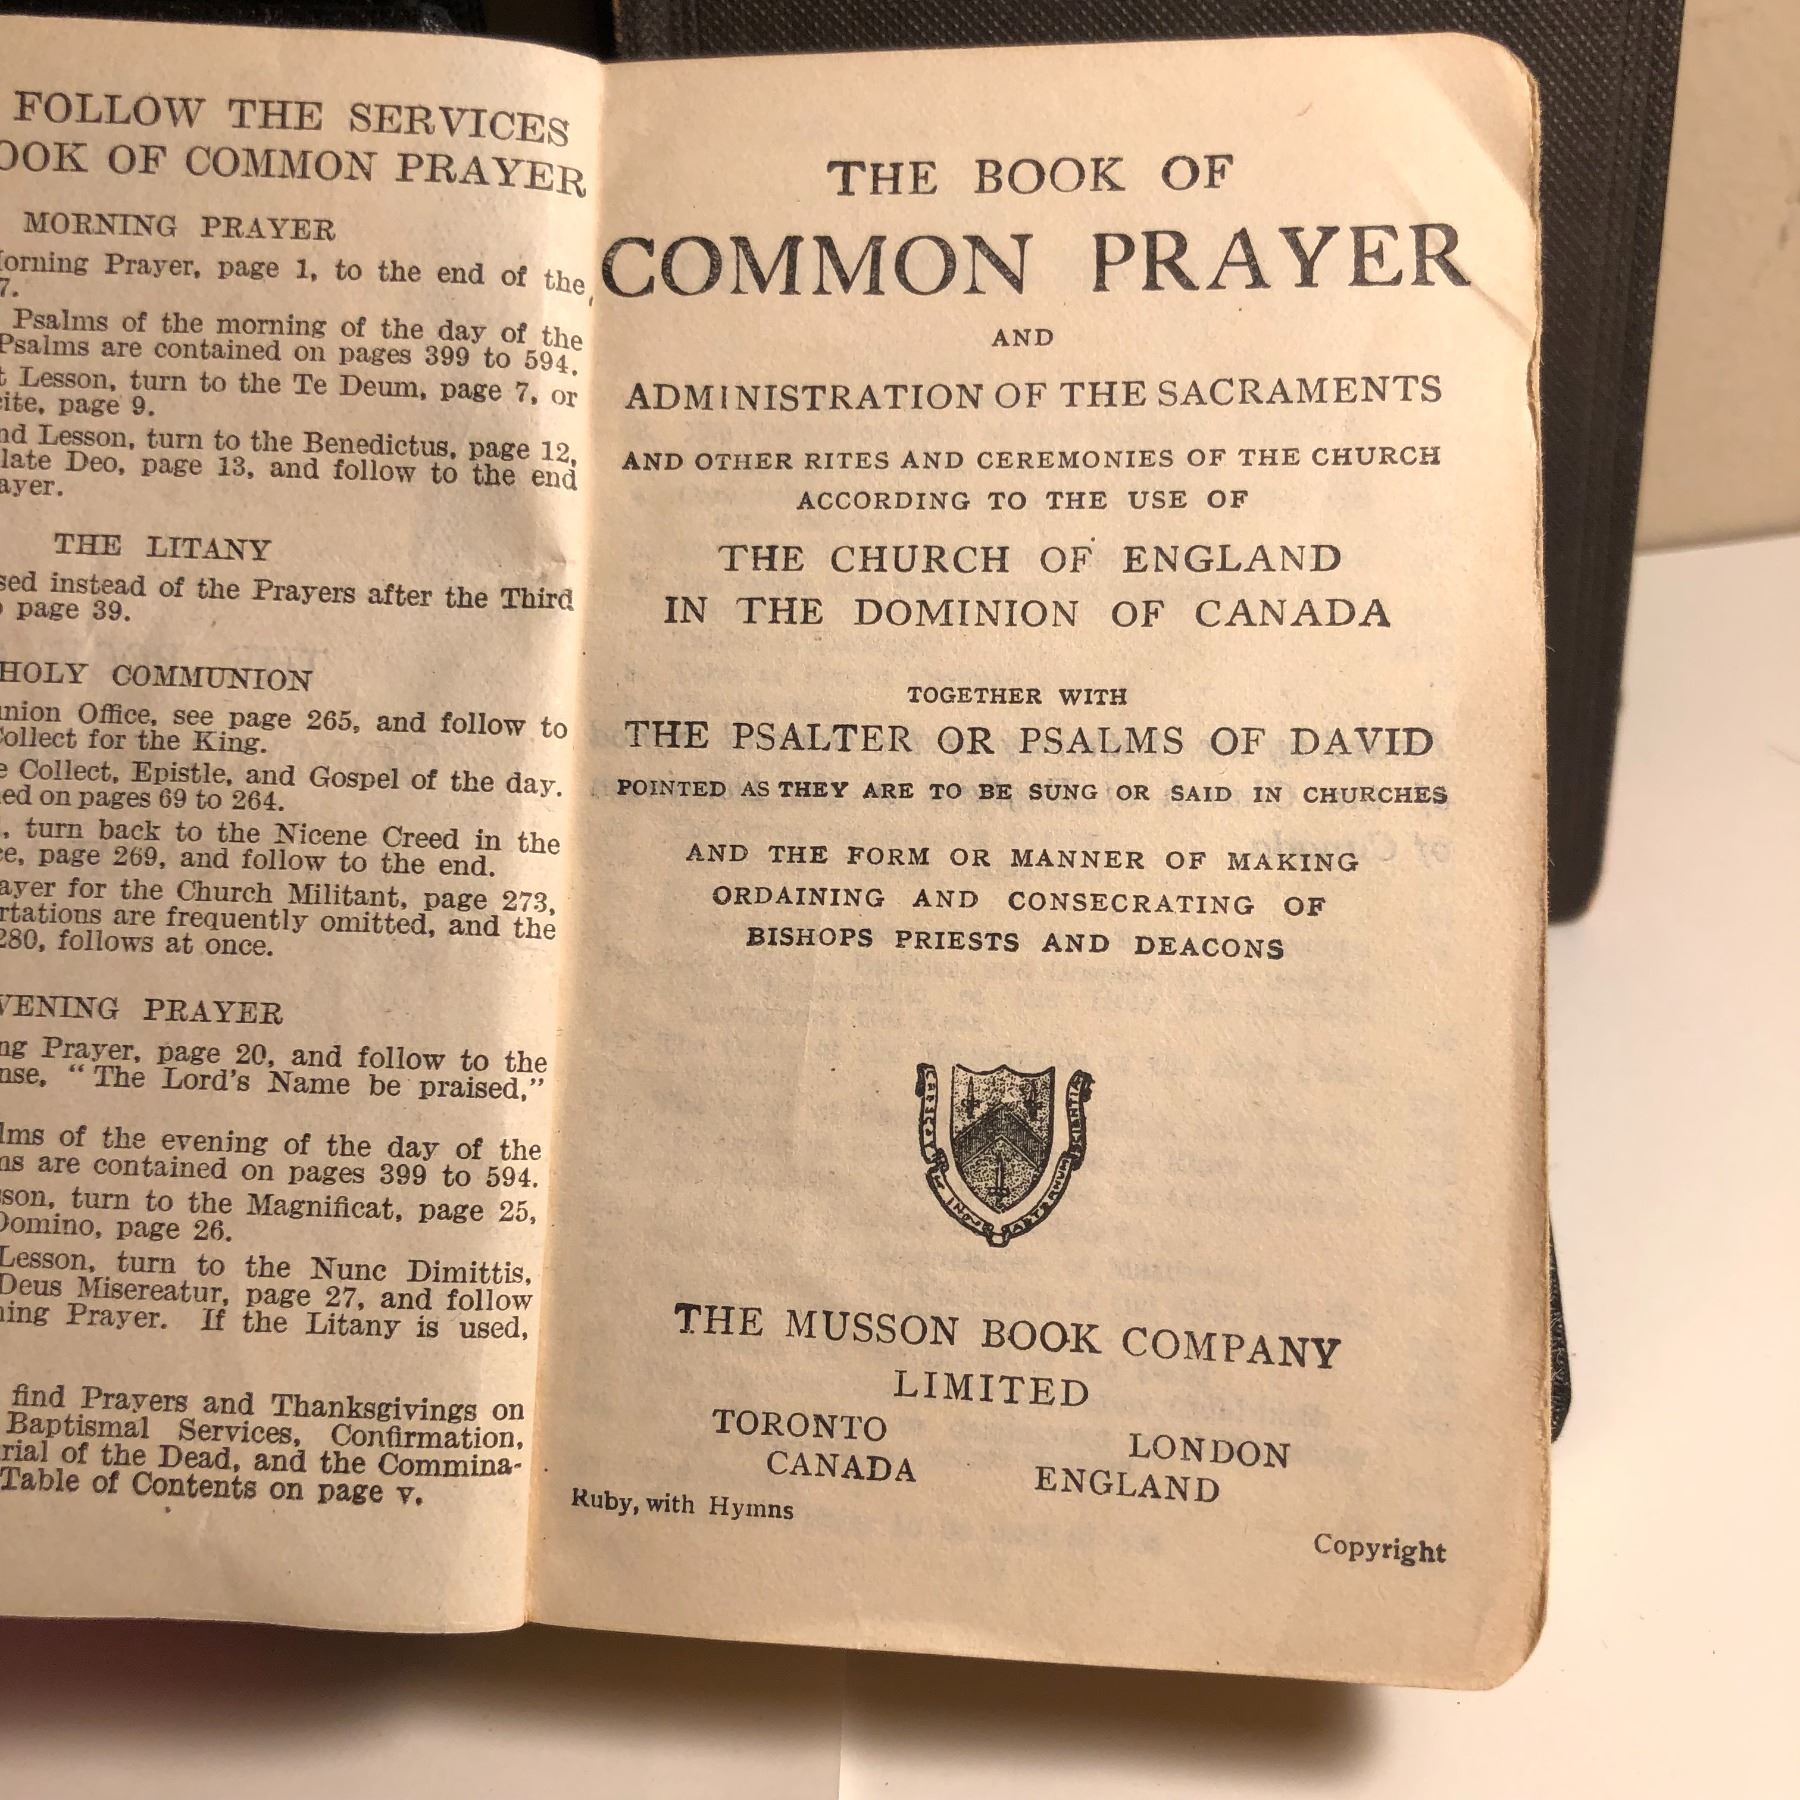 FOLLOW THE SERVICES
OOK OF COMMON PRAYER
MORNING PRAYER
Morning Prayer, page 1, to the end of the
7.
Psalms of the morning of the day of the
Psalms are contained on pages 399 to 594.
t Lesson, turn to the Te Deum, page 7, or
cite, page 9.
nd Lesson, turn to the Benedictus, page 12,
late Deo, page 13, and follow to the end
ayer.
THE LITANY
sed instead of the Prayers after the Third
page 39.
HOLY COMMUNION
nion Office, see page 265, and follow to
Collect for the King.
e Collect, Epistle, and Gospel of the day.
ed on pages 69 to 264.
, turn back to the Nicene Creed in the
ce, page 269, and follow to the end.
ayer for the Church Militant, page 273,
rtations are frequently omitted, and the
280, follows at once.
VENING PRAYER
ng Prayer, page 20, and follow to the
nse, "The Lord's Name be praised,"
lms of the evening of the day of the
ms are contained on pages 399 to 594.
sson, turn to the Magnificat, page 25,
Domino, page 26.
Lesson, turn to the Nunc Dimittis,
Deus Misereatur, page 27, and follow
ning Prayer. If the Litany is used,
find Prayers and Thanksgivings on
Baptismal Services, Confirmation,
rial of the Dead, and the Commina-
Table of Contents on page v.
THE BOOK OF
COMMON PRAYER
AND
ADMINISTRATION OF THE SACRAMENTS
AND OTHER RITES AND CEREMONIES OF THE CHURCH
ACCORDING TO THE USE OF
THE CHURCH OF ENGLAND
IN THE DOMINION OF CANADA
TOGETHER WITH
THE PSALTER OR PSALMS OF DAVID
POINTED AS THEY ARE TO BE SUNG OR SAID IN CHURCHES
AND THE FORM OR MANNER OF MAKING
ORDAINING AND CONSECRATING OF
BISHOPS PRIESTS AND DEACONS
THE MUSSON BOOK COMPANY
LIMITED
TORONTO LONDON
CANADA ENGLAND
Ruby, with Hymns
Copyright